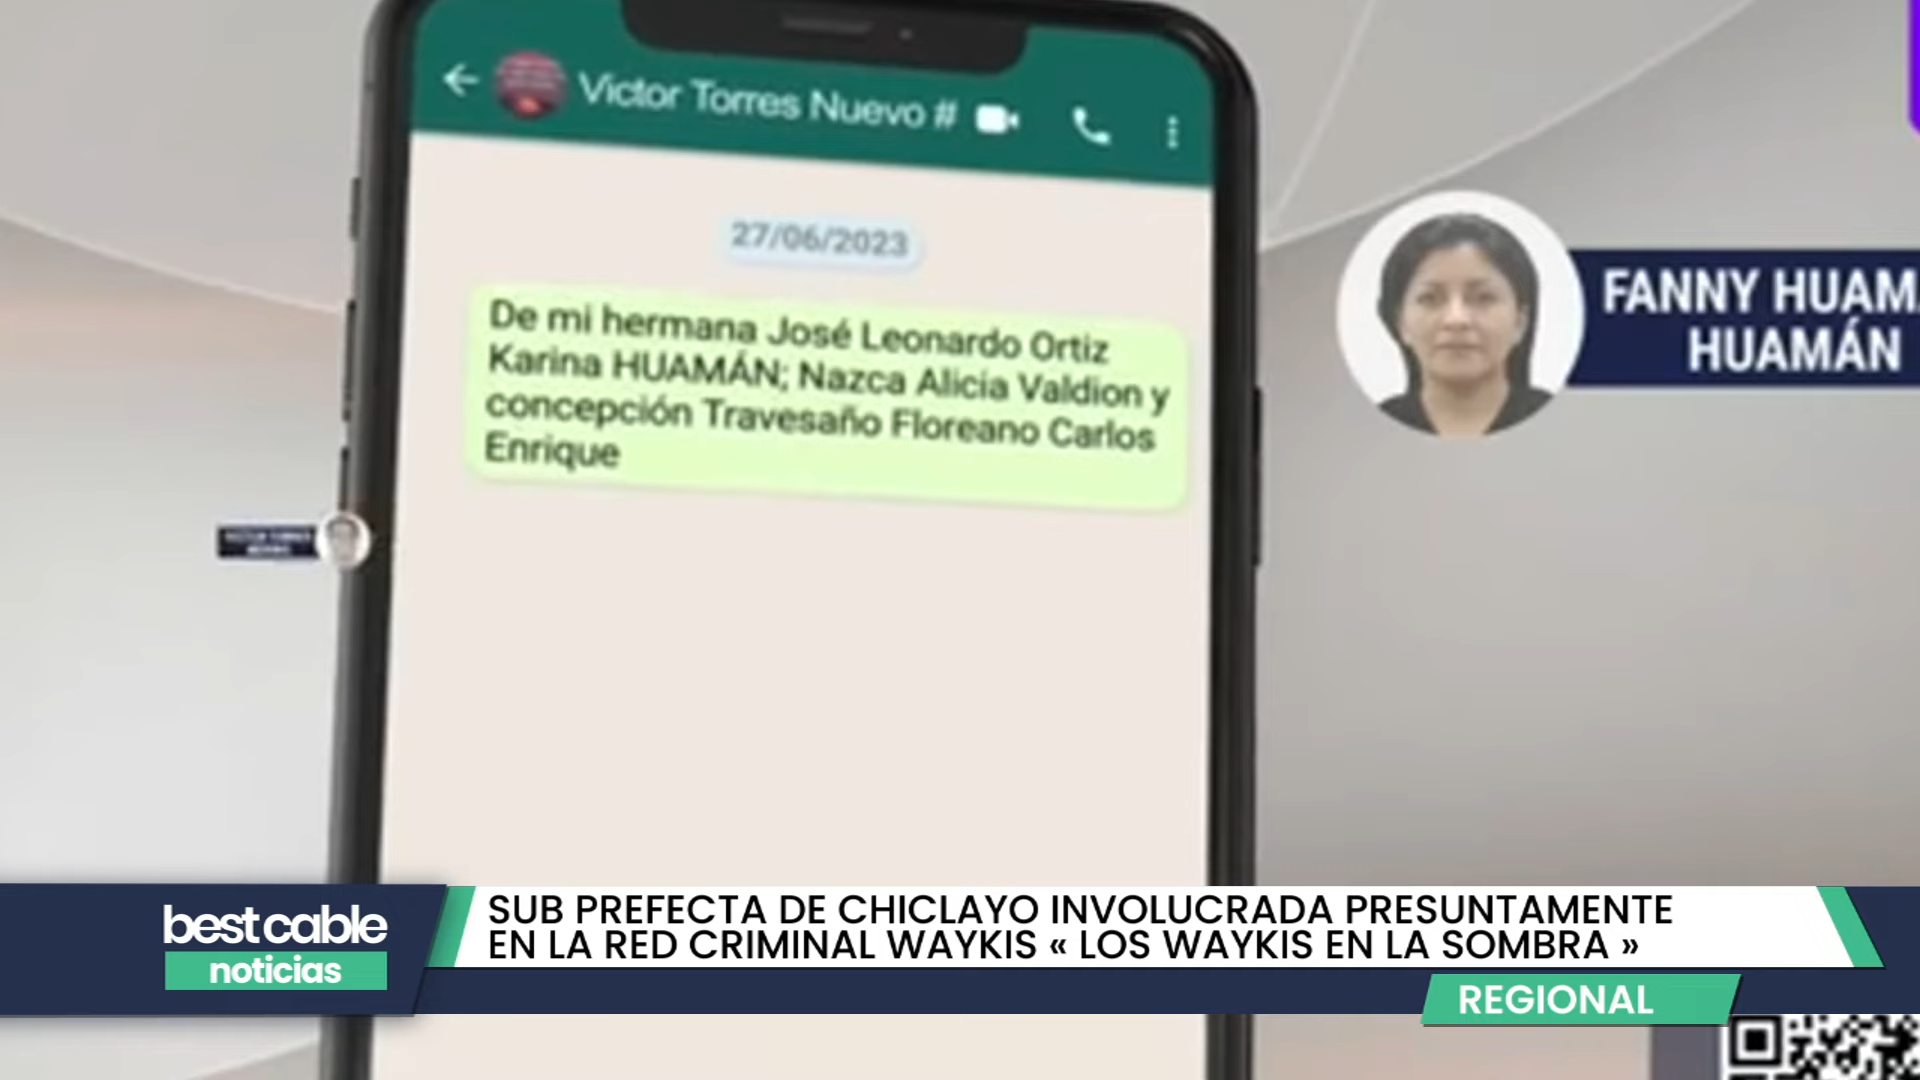 Victor Torres Nuevo #
27/06/2023
De mi hermana José Leonardo Ortiz
Karina HUAMÁN; Nazca Alicia Valdion y
concepción Travesaño Floreano Carlos
Enrique
FANNY HUAM
HUAMÁN
best cable
noticias
SUB PREFECTA DE CHICLAYO INVOLUCRADA PRESUNTAMENTE
EN LA RED CRIMINAL WAYKIS « LOS WAYKIS EN LA SOMBRA »
REGIONAL